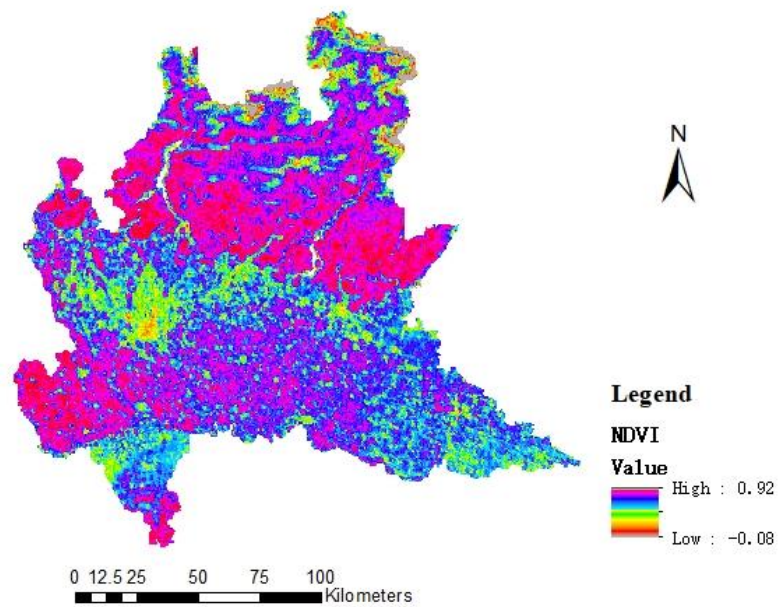 N
Legend
NDVI
Value
High : 0.92
Low : -0.08
0 12.5 25 50 75 100
Kilometers